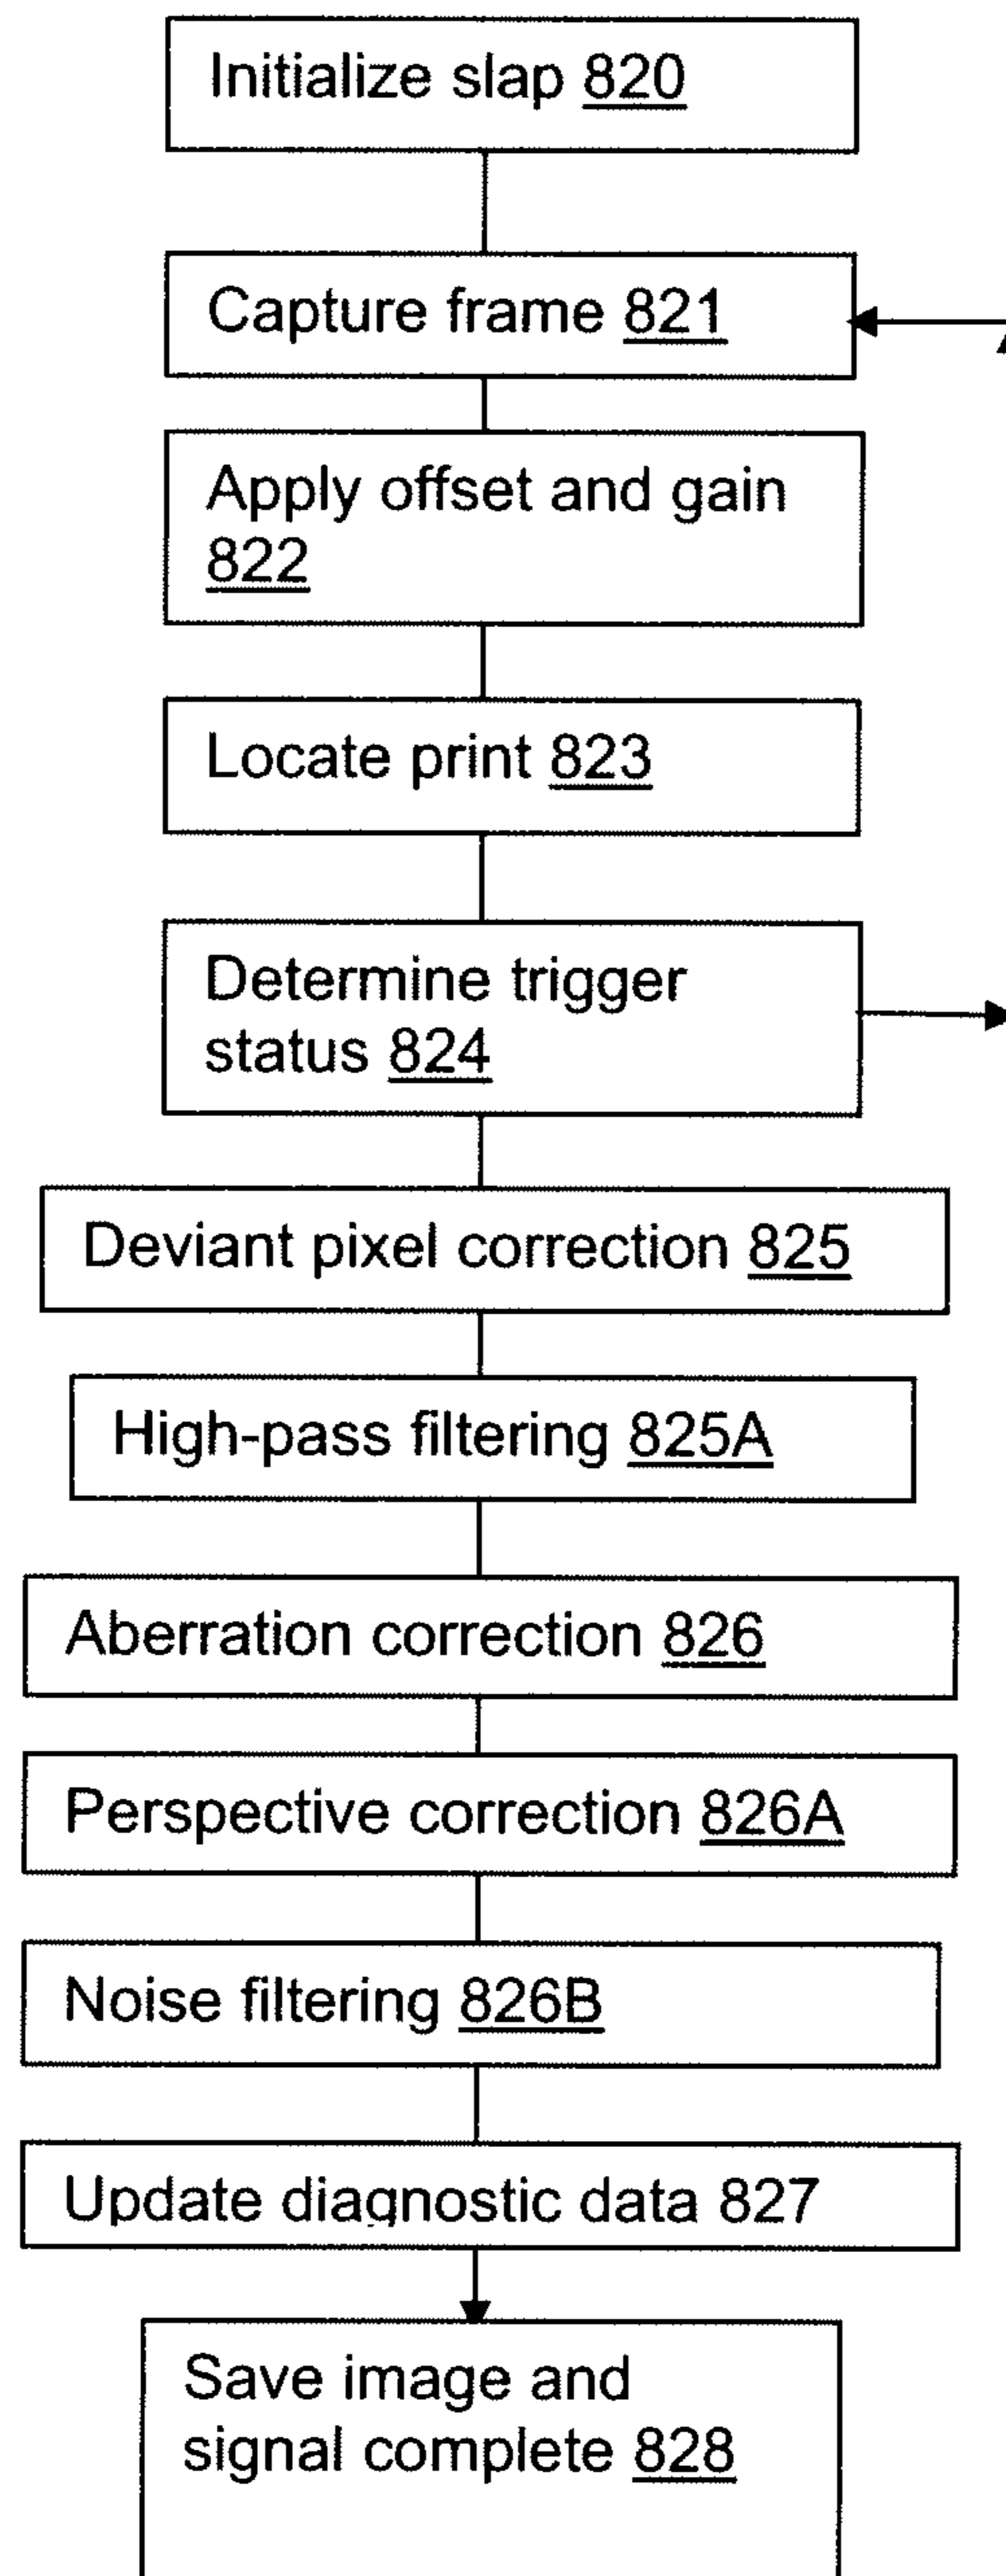 Initialize slap 820
Capture frame 821
Apply offset and gain
822
Locate print 823
Determine trigger
status 824
Deviant pixel correction 825
High-pass filtering 825A
Aberration correction 826
Perspective correction 826A
Noise filtering 826B
Update diagnostic data 827
Save image and
signal complete 828